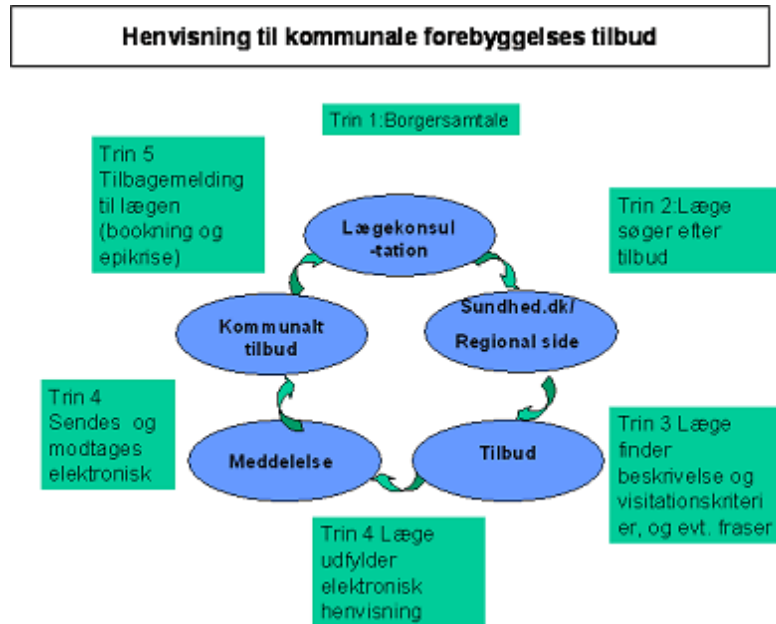 Henvisning til kommunale forebyggelses tilbud
Trin 1:Borgersamtale
Trin 5
Tilbagemelding
til lægen
(bookning og
epikrise)
Lægekonsul
-tation
Trin 2:Læge
søger efter
tilbud
Kommunalt
tilbud
Sundhed.dk/
Regional side
Trin 4
Sendes og
modtages
elektronisk
Meddelelse
Tilbud
Trin 3 Læge
finder
beskrivelse og
visitationskriteri
er, og evt. fraser
Trin 4 Læge
udfylder
elektronisk
henvisning